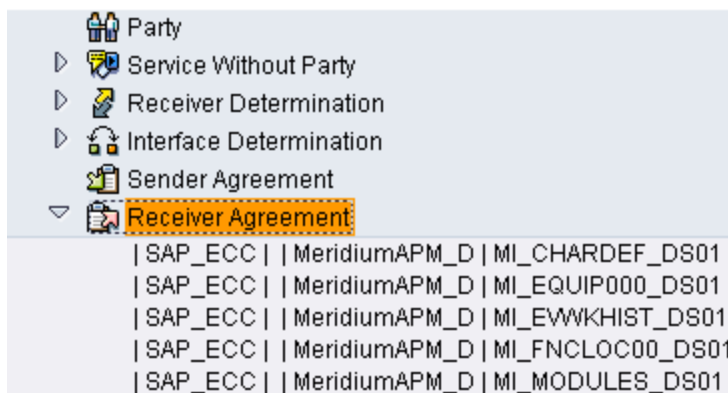 Party
Service Without Party
Receiver Determination
Interface Determination
Sender Agreement
Receiver Agreement
| SAP_ECC | | MeridiumAPM_D | MI_CHARDEF_DS01
| SAP_ECC | | MeridiumAPM_D | MI_EQUIP000_DS01
| SAP_ECC | | MeridiumAPM_D | MI_EVWKHIST_DS01
| SAP_ECC | | MeridiumAPM_D | MI_FNCLOC00_DS01
| SAP_ECC | | MeridiumAPM_D | MI_MODULES_DS01